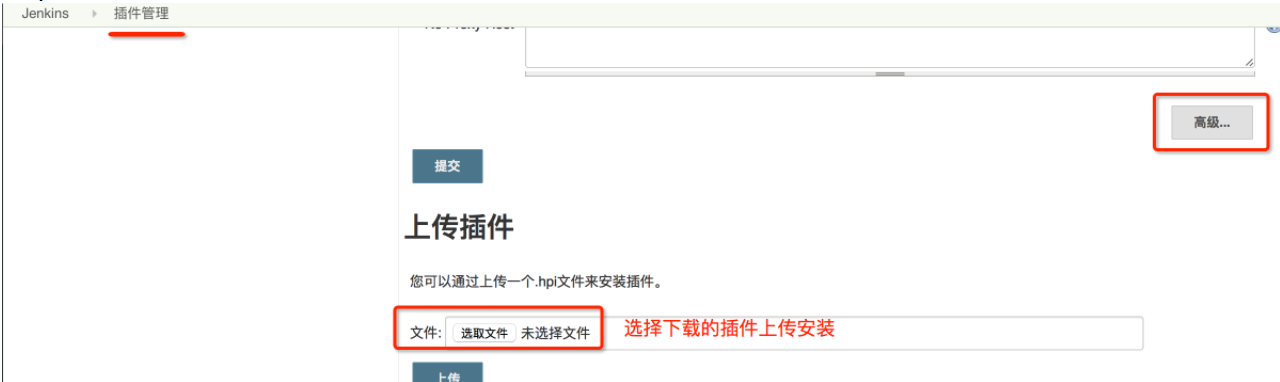 Jenkins 插件管理
高级...
提交
上传插件
您可以通过上传一个.hpi文件来安装插件。
文件: 选取文件 未选择文件 选择下载的插件上传安装
上传